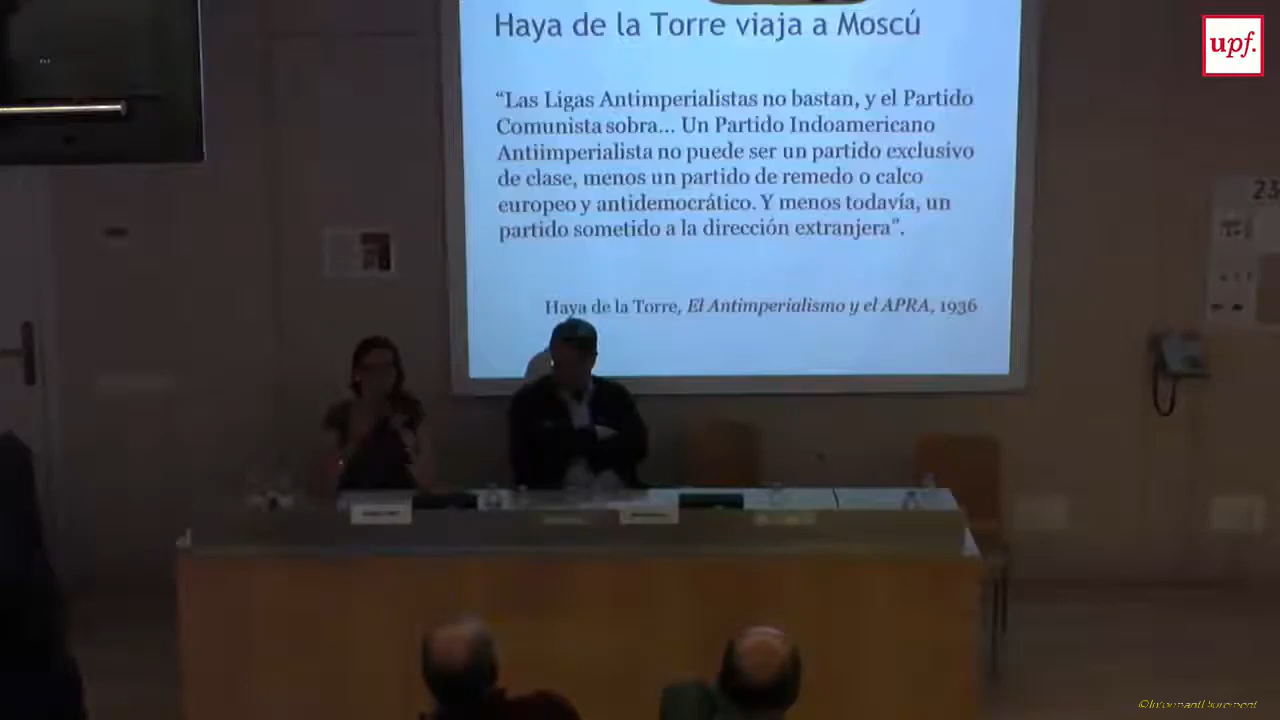 Haya de la Torre viaja a Moscú
“Las Ligas Antimperialistas no bastan, y el Partido
Comunista sobra... Un Partido Indoamericano
Antiimperialista no puede ser un partido exclusivo
de clase, menos un partido de remedo o calco
europeo y antidemocrático. Y menos todavía, un
partido sometido a la dirección extranjera”.
Haya de la Torre, El Antimperialismo y el APRA, 1936
upf.
23